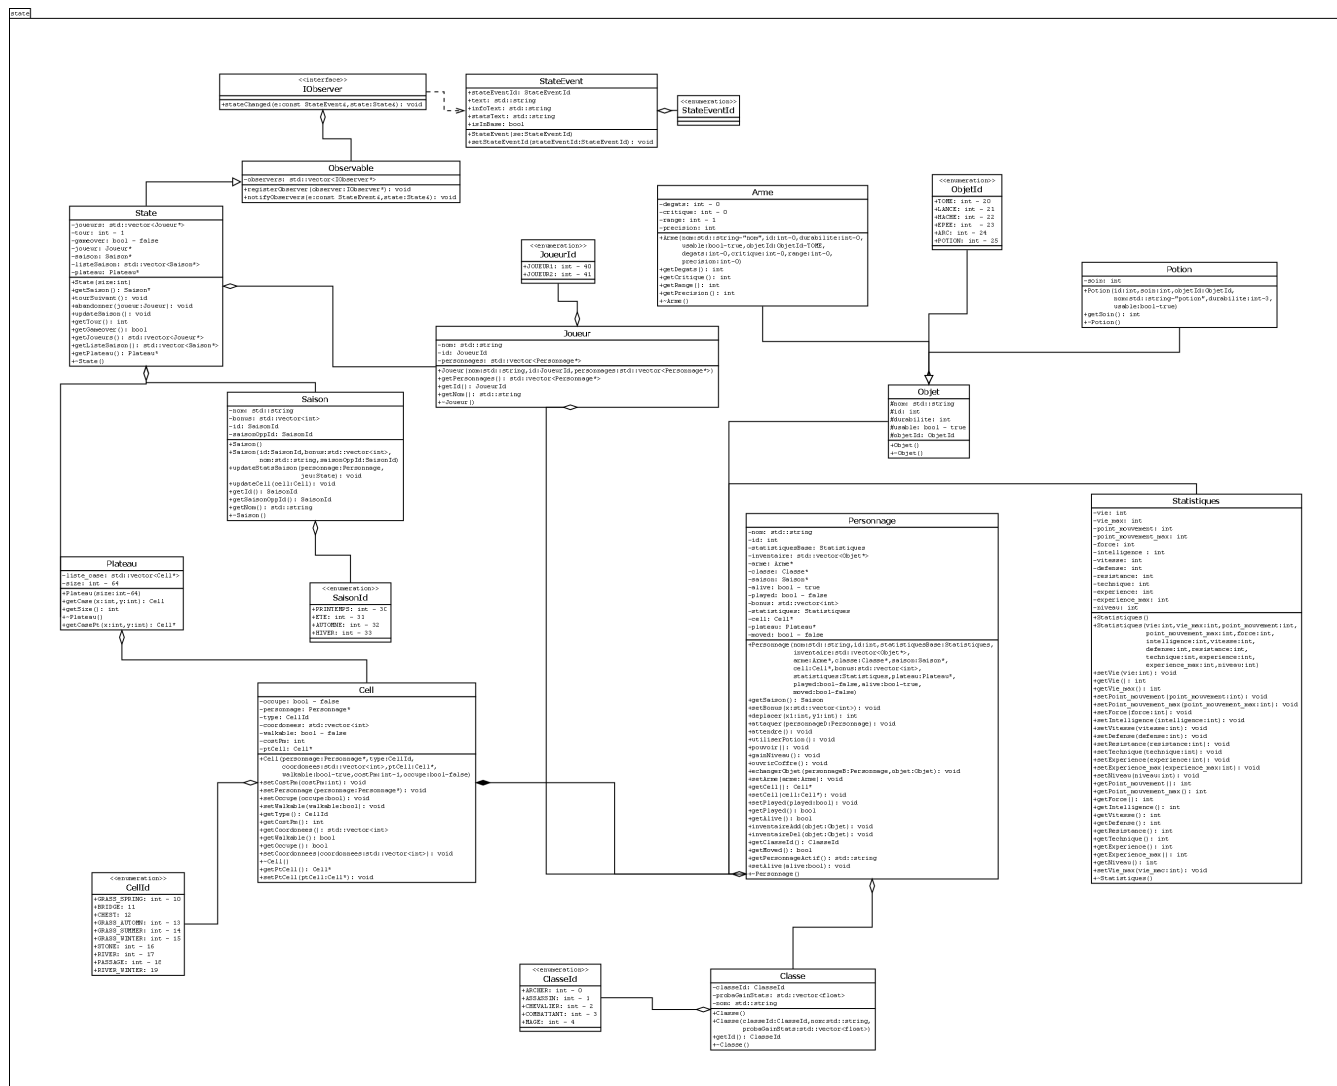 state
<<interface>>
IObserver
+stateChanged(e:const StateEvent&,state:State&): void
StateEvent
+stateEventId: StateEventId
+text: std::string
+infoText: std::string
+statsText: std::string
+isInBase: bool
+StateEvent(se:StateEventId)
+setStateEventId(stateEventId:StateEventId): void
<<enumeration>>
StateEventId
Observable
-observers: std::vector<IObserver*>
+registerObserver(observer:IObserver*): void
+notifyObservers(e:const StateEvent&,state:State&): void
State
-joueurs: std::vector<Joueur*>
-tour: int = 1
-gameover: bool = false
-joueur: Joueur*
-saison: Saison*
-listeSaison: std::vector<Saison*>
-plateau: Plateau*
+State(size:int)
+getSaison(): Saison*
+tourSuivant(): void
+abandonner(joueur:Joueur): void
+updateSaison(): void
+getTour(): int
+getGameover(): bool
+getJoueurs(): std::vector<Joueur*>
+getListeSaison(): std::vector<Saison*>
+getPlateau(): Plateau*
+~State()
<<enumeration>>
JoueurId
+JOUEUR1: int = 40
+JOUEUR2: int = 41
Joueur
-nom: std::string
-id: JoueurId
-personnages: std::vector<Personnage*>
+Joueur(nom:std::string,id:JoueurId,personnages:std::vector<Personnage*>)
+getPersonnages(): std::vector<Personnage*>
+getId(): JoueurId
+getNom(): std::string
+~Joueur()
Arme
-degats: int = 0
-critique: int = 0
-range: int = 1
-precision: int
+Arme(nom:std::string="nom",id:int=0,durabilite:int=0,
usable:bool=true,objetId:ObjetId=TOME,
degats:int=0,critique:int=0,range:int=0,
precision:int=0)
+getDegats(): int
+getCritique(): int
+getRange(): int
+getPrecision(): int
+~Arme()
<<enumeration>>
ObjetId
+TOME: int = 20
+LANCE: int = 21
+HACHE: int = 22
+EPEE: int = 23
+ARC: int = 24
+POTION: int = 25
Potion
-soin: int
+Potion(id:int,soin:int,objetId:ObjetId,
nom:std::string="potion",durabilite:int=3,
usable:bool=true)
+getSoin(): int
+~Potion()
Objet
#nom: std::string
#id: int
#durabilite: int
#usable: bool = true
#objetId: ObjetId
+Objet()
+~Objet()
Saison
-nom: std::string
-bonus: std::vector<int>
-id: SaisonId
-saisonOppId: SaisonId
+Saison()
+Saison(id:SaisonId,bonus:std::vector<int>,
nom:std::string,saisonOppId:SaisonId)
+updateStatsSaison(personnage:Personnage,
jeu:State): void
+updateCell(cell:Cell): void
+getId(): SaisonId
+getSaisonOppId(): SaisonId
+getNom(): std::string
+~Saison()
Plateau
-liste_case: std::vector<Cell*>
-size: int = 64
+Plateau(size:int=64)
+getCase(x:int,y:int): Cell
+getSize(): int
+~Plateau()
+getCasePt(x:int,y:int): Cell*
<<enumeration>>
SaisonId
+PRINTEMPS: int = 30
+ETE: int = 31
+AUTOMNE: int = 32
+HIVER: int = 33
Cell
-occupe: bool = false
-personnage: Personnage*
-type: CellId
-coordonees: std::vector<int>
-walkable: bool = false
-costPm: int
-ptCell: Cell*
+Cell(personnage:Personnage*,type:CellId,
coordonees:std::vector<int>,ptCell:Cell*,
walkable:bool=true,costPm:int=1,occupe:bool=false)
+setCostPm(costPm:int): void
+setPersonnage(personnage:Personnage*): void
+setOccupe(occupe:bool): void
+setWalkable(walkable:bool): void
+getType(): CellId
+getCostPm(): int
+getCoordonees(): std::vector<int>
+getWalkable(): bool
+getOccupe(): bool
+setCoordonnees(coordonnees:std::vector<int>): void
+~Cell()
+getPtCell(): Cell*
+setPtCell(ptCell:Cell*): void
<<enumeration>>
CellId
+GRASS_SPRING: int = 10
+BRIDGE: 11
+CHEST: 12
+GRASS_AUTOMN: int = 13
+GRASS_SUMMER: int = 14
+GRASS_WINTER: int = 15
+STONE: int = 16
+RIVER: int = 17
+PASSAGE: int = 18
+RIVER_WINTER: 19
Personnage
-nom: std::string
-id: int
-statistiquesBase: Statistiques
-inventaire: std::vector<Objet*>
-arme: Arme*
-classe: Classe*
-saison: Saison*
-alive: bool = true
-played: bool = false
-bonus: std::vector<int>
-statistiques: Statistiques
-cell: Cell*
-plateau: Plateau*
-moved: bool = false
+Personnage(nom:std::string,id:int,statistiquesBase:Statistiques,
inventaire:std::vector<Objet*>,
arme:Arme*,classe:Classe*,saison:Saison*,
cell:Cell*,bonus:std::vector<int>,
statistiques:Statistiques,plateau:Plateau*,
played:bool=false,alive:bool=true,
moved:bool=false)
+getSaison(): Saison
+setBonus(x:std::vector<int>): void
+deplacer(x1:int,y1:int): int
+attaquer(personnageD:Personnage): void
+attendre(): void
+utiliserPotion(): void
+pouvoir(): void
+gainNiveau(): void
+ouvrirCoffre(): void
+echangerObjet(personnageB:Personnage,objet:Objet): void
+setArme(arme:Arme): void
+getCell(): Cell*
+setCell(cell:Cell*): void
+setPlayed(played:bool): void
+getPlayed(): bool
+getAlive(): bool
+inventaireAdd(objet:Objet): void
+inventaireDel(objet:Objet): void
+getClasseId(): ClasseId
+getMoved(): bool
+getPersonnageActif(): std::string
+setAlive(alive:bool): void
+~Personnage()
Statistiques
-vie: int
-vie_max: int
-point_mouvement: int
-point_mouvement_max: int
-force: int
-intelligence : int
-vitesse: int
-defense: int
-resistance: int
-technique: int
-experience: int
-experience_max: int
-niveau: int
+Statistiques()
+Statistiques(vie:int,vie_max:int,point_mouvement:int,
point_mouvement_max:int,force:int,
intelligence:int,vitesse:int,
defense:int,resistance:int,
technique:int,experience:int,
experience_max:int,niveau:int)
+setVie(vie:int): void
+getVie(): int
+getVie_max(): int
+setPoint_mouvement(point_mouvement:int): void
+setPoint_mouvement_max(point_mouvement_max:int): void
+setForce(force:int): void
+setIntelligence(intelligence:int): void
+setVitesse(vitesse:int): void
+setDefense(defense:int): void
+setResistance(resistance:int): void
+setTechnique(technique:int): void
+setExperience(experience:int): void
+setExperience_max(experience_max:int): void
+setNiveau(niveau:int): void
+getPoint_mouvement(): int
+getPoint_mouvement_max(): int
+getForce(): int
+getIntelligence(): int
+getVitesse(): int
+getDefense(): int
+getResistance(): int
+getTechnique(): int
+getExperience(): int
+getExperience_max(): int
+getNiveau(): int
+setVie_max(vie_mac:int): void
+~Statistiques()
<<enumeration>>
ClasseId
+ARCHER: int = 0
+ASSASSIN: int = 1
+CHEVALIER: int = 2
+COMBATTANT: int = 3
+MAGE: int = 4
Classe
-classeId: ClasseId
-probaGainStats: std::vector<float>
-nom: std::string
+Classe()
+Classe(classeId:ClasseId,nom:std::string,
probaGainStats:std::vector<float>)
+getId(): ClasseId
+~Classe()